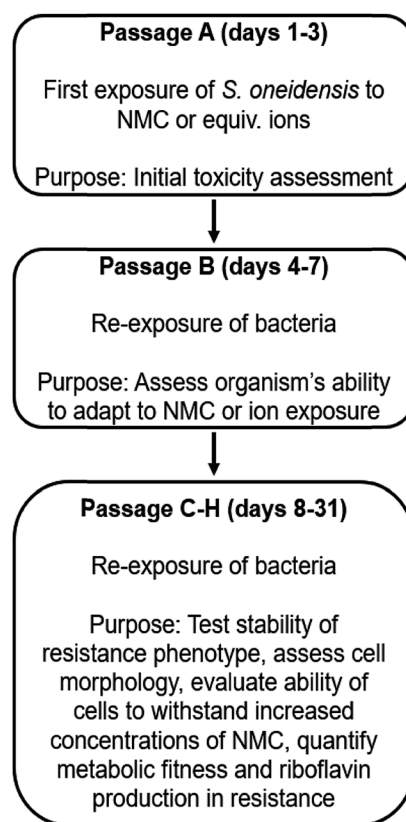 Passage A (days 1-3)
First exposure of S. oneidensis to
NMC or equiv. ions
Purpose: Initial toxicity assessment
Passage B (days 4-7)
Re-exposure of bacteria
Purpose: Assess organism's ability
to adapt to NMC or ion exposure
Passage C-H (days 8-31)
Re-exposure of bacteria
Purpose: Test stability of
resistance phenotype, assess cell
morphology, evaluate ability of
cells to withstand increased
concentrations of NMC, quantify
metabolic fitness and riboflavin
production in resistance